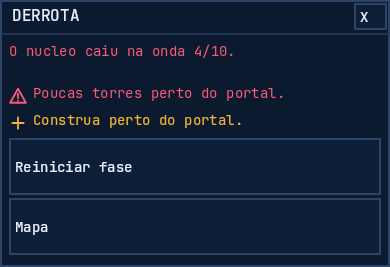 DERROTA
X
O nucleo caiu na onda 4/10.
Poucas torres perto do portal.
+ Construa perto do portal.
Reiniciar fase
Mapa